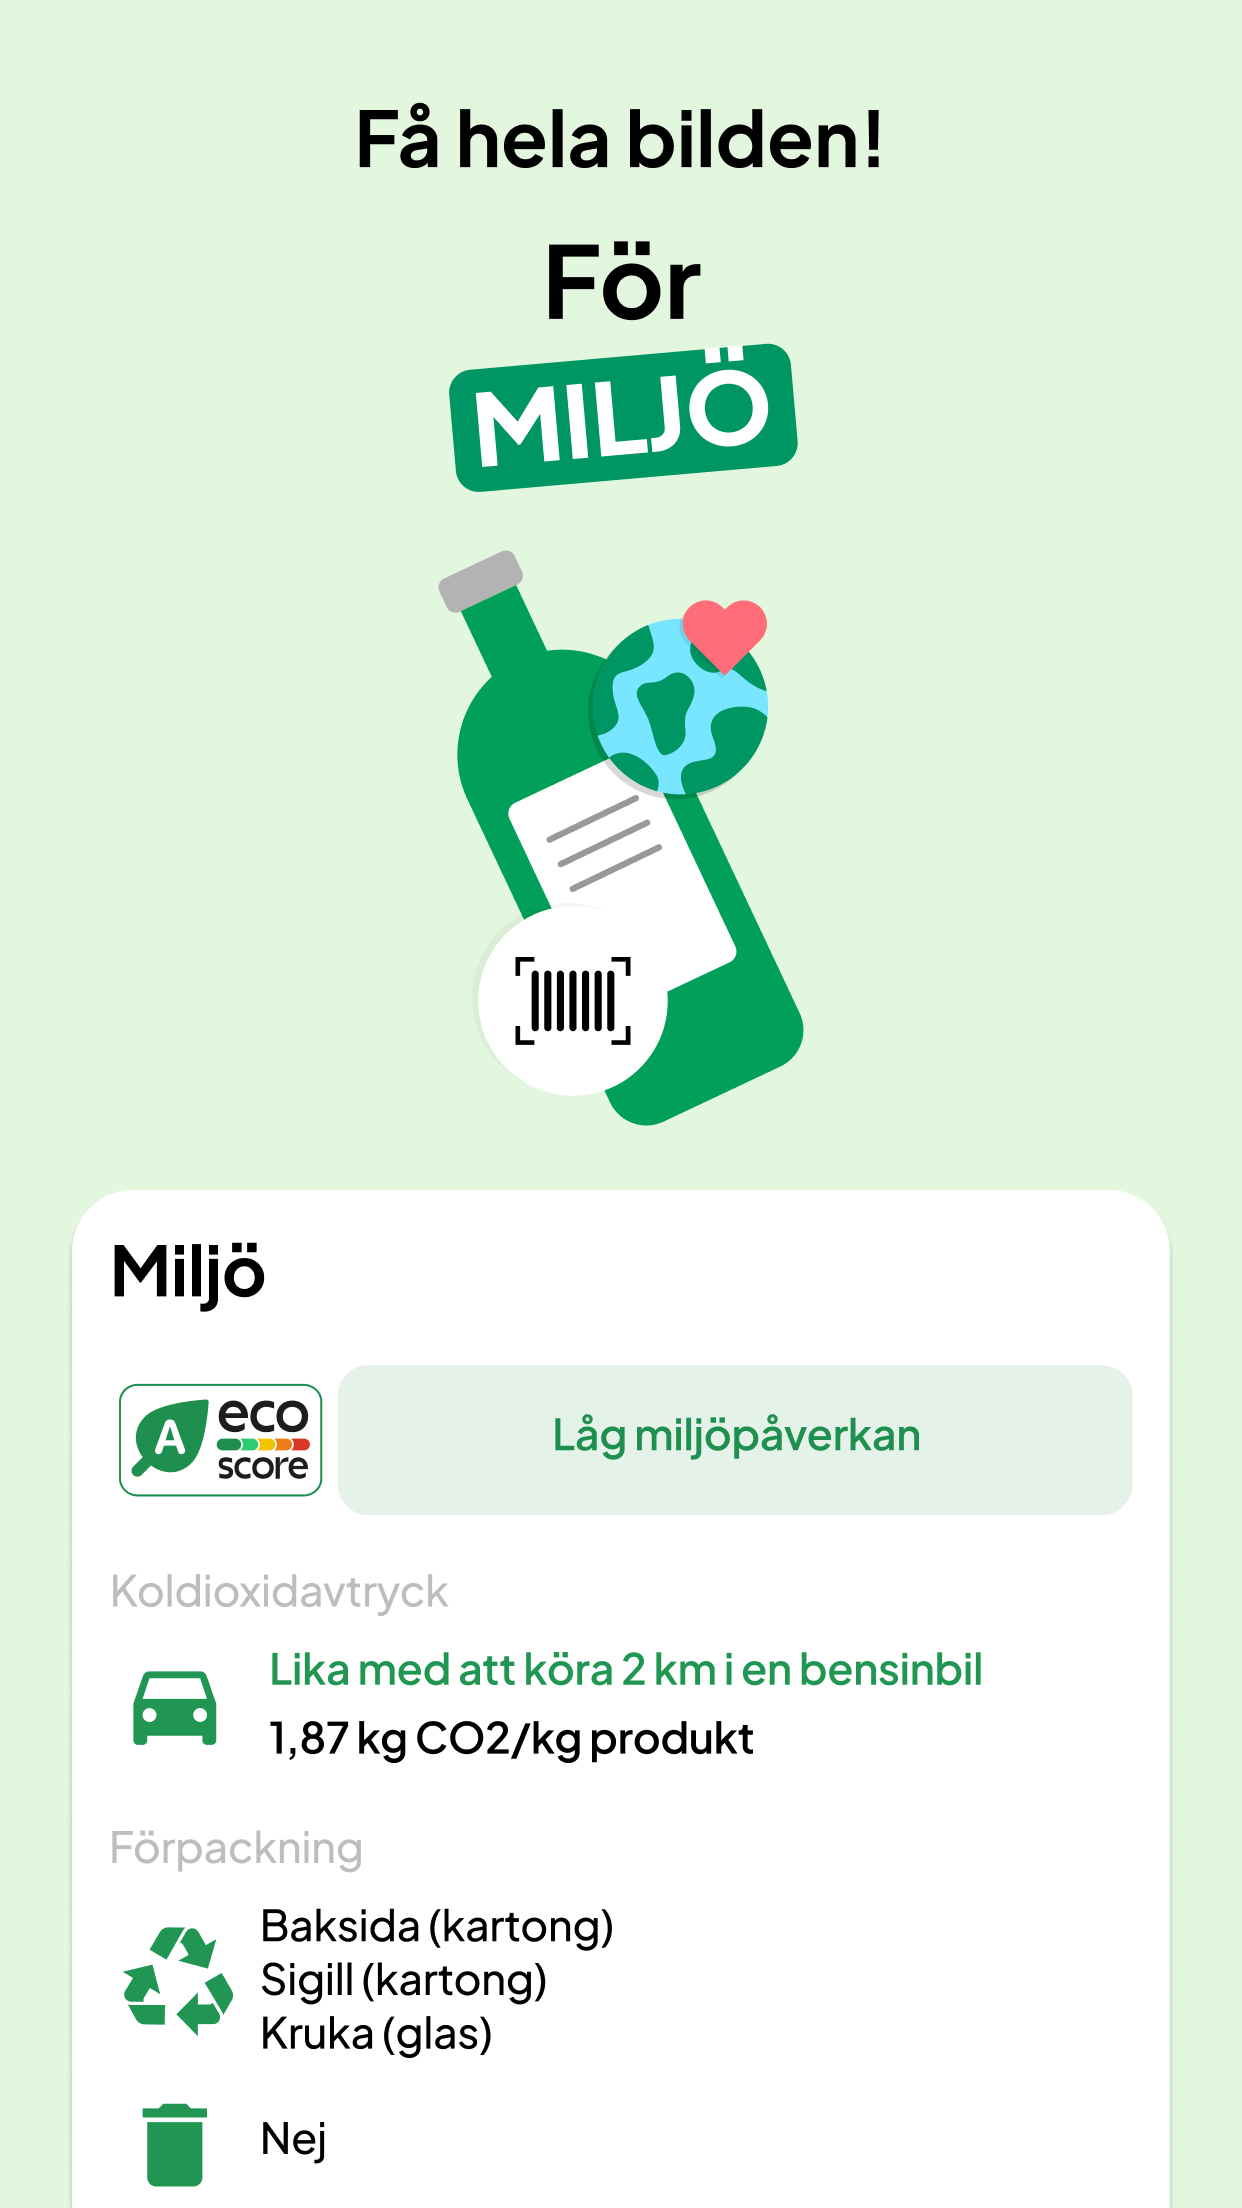 Få hela bilden!
För
MILJÖ
Miljö
A
eco
score
Låg miljöpåverkan
Koldioxidavtryck
Lika med att köra 2 km i en bensinbil
1,87 kg CO2/kg produkt
Förpackning
Baksida (kartong)
Sigill (kartong)
Kruka (glas)
Nej